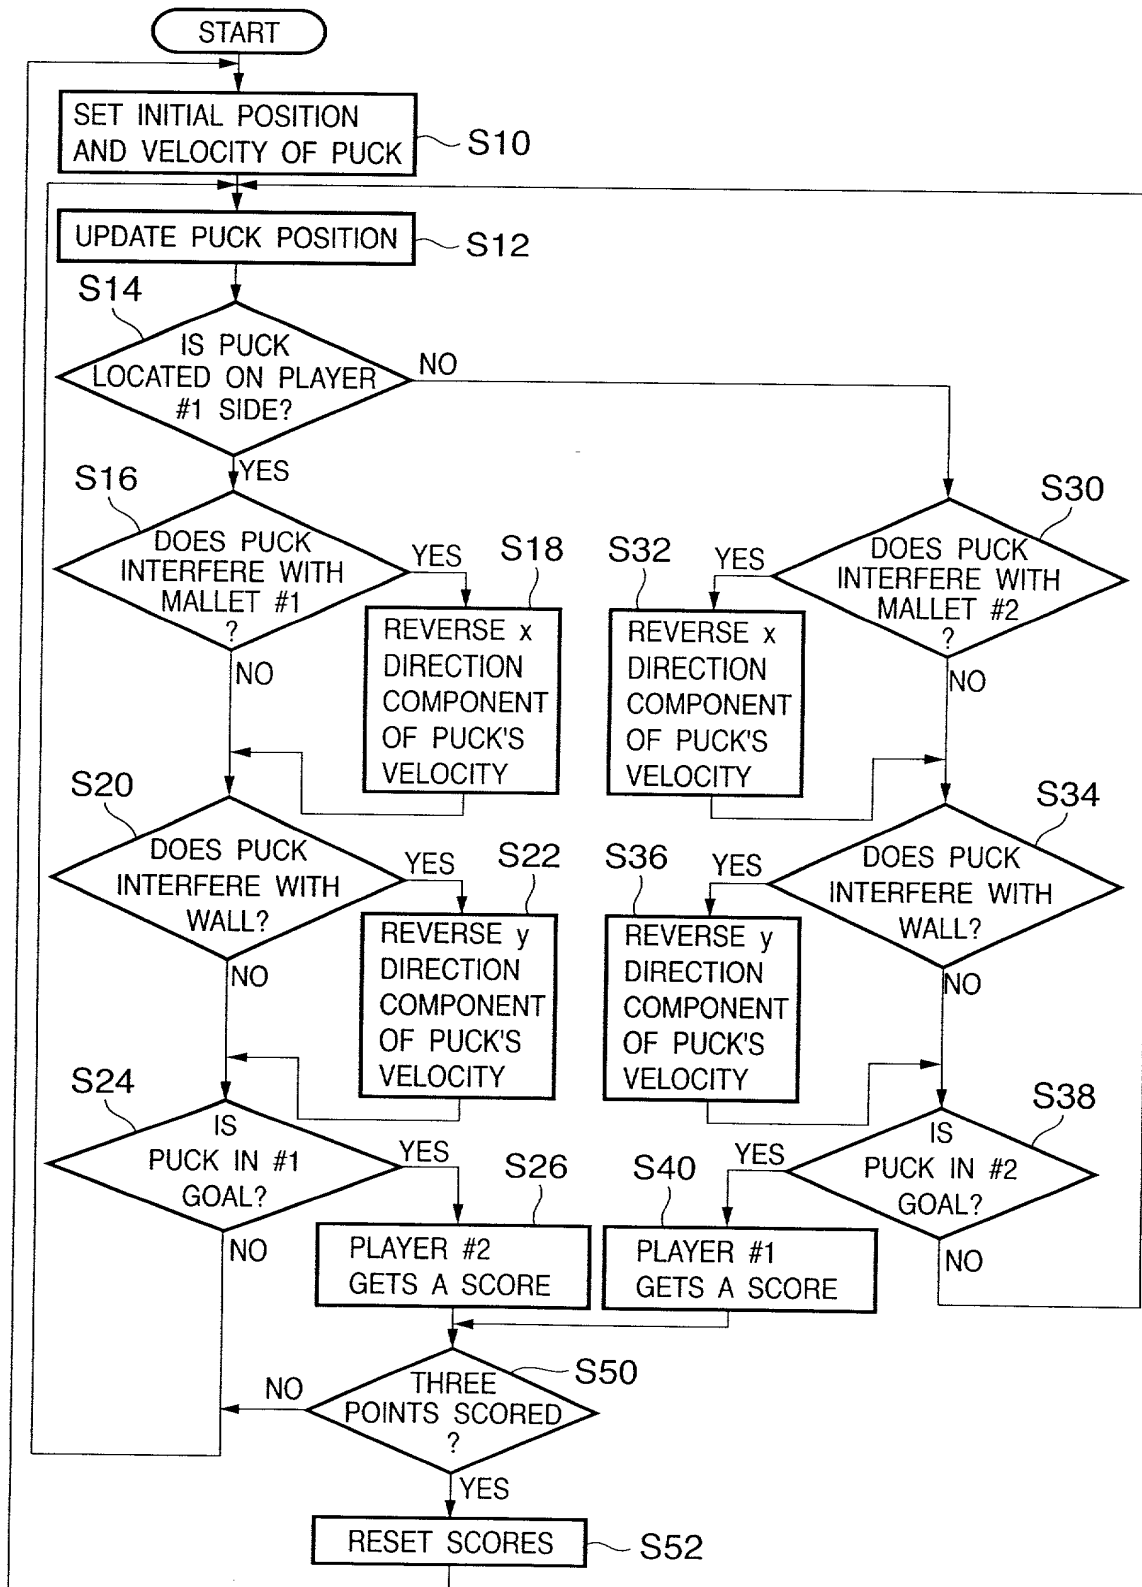 START
SET INITIAL POSITION
AND VELOCITY OF PUCK
S10
UPDATE PUCK POSITION
S12
S14
IS PUCK
LOCATED ON PLAYER
#1 SIDE?
NO
YES
S16
DOES PUCK
INTERFERE WITH
MALLET #1
?
YES
NO
S18
REVERSE x
DIRECTION
COMPONENT
OF PUCK'S
VELOCITY
S30
DOES PUCK
INTERFERE WITH
MALLET #2
?
YES
NO
S32
REVERSE x
DIRECTION
COMPONENT
OF PUCK'S
VELOCITY
S20
DOES PUCK
INTERFERE WITH
WALL?
YES
NO
S22
REVERSE y
DIRECTION
COMPONENT
OF PUCK'S
VELOCITY
S34
DOES PUCK
INTERFERE WITH
WALL?
YES
NO
S36
REVERSE y
DIRECTION
COMPONENT
OF PUCK'S
VELOCITY
S24
IS
PUCK IN #1
GOAL?
YES
NO
S26
PLAYER #2
GETS A SCORE
S38
IS
PUCK IN #2
GOAL?
YES
NO
S40
PLAYER #1
GETS A SCORE
S50
THREE
POINTS SCORED
?
NO
YES
RESET SCORES
S52